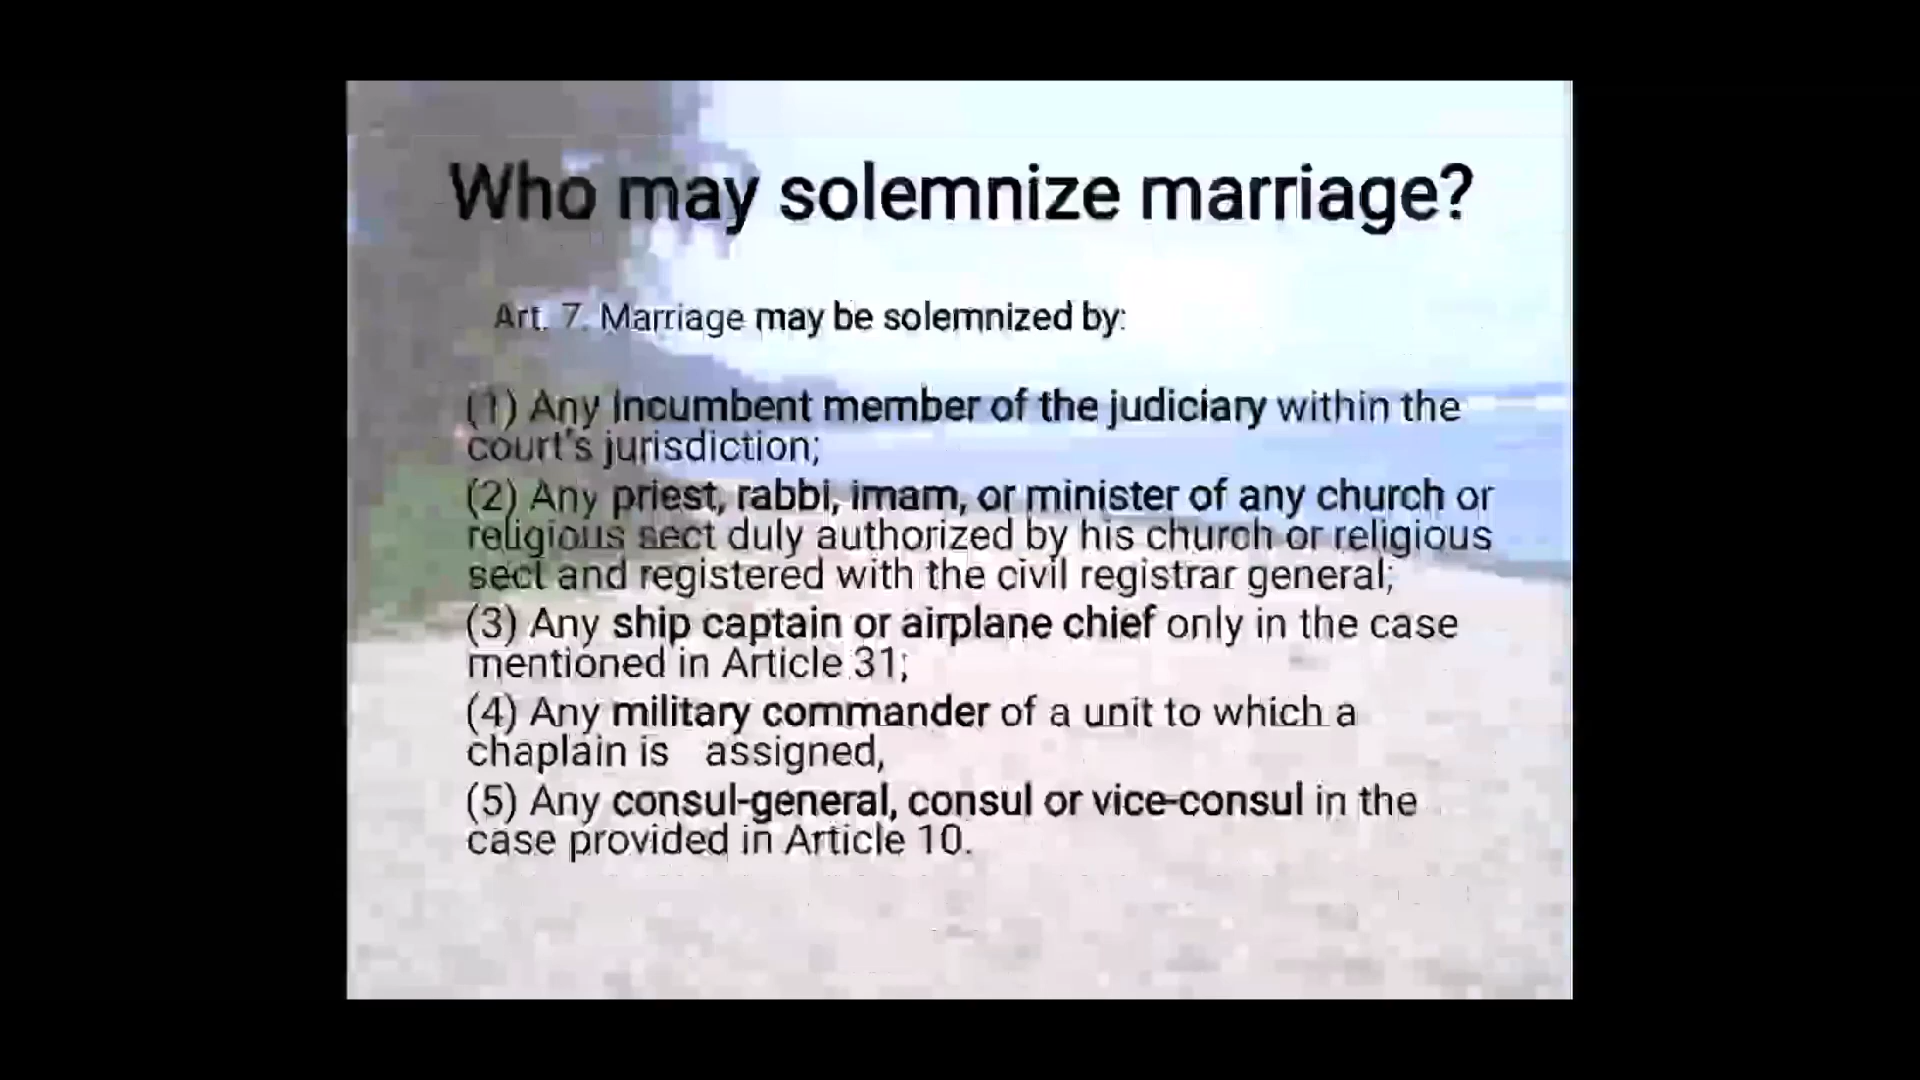 Who may solemnize marriage?
Art. 7. Marriage may be solemnized by:
(1) Any incumbent member of the judiciary within the
court's jurisdiction;
(2) Any priest, rabbi, imam, or minister of any church or
religious sect duly authorized by his church or religious
sect and registered with the civil registrar general;
(3) Any ship captain or airplane chief only in the case
mentioned in Article 31;
(4) Any military commander of a unit to which a
chaplain is assigned,
(5) Any consul-general, consul or vice-consul in the
case provided in Article 10.